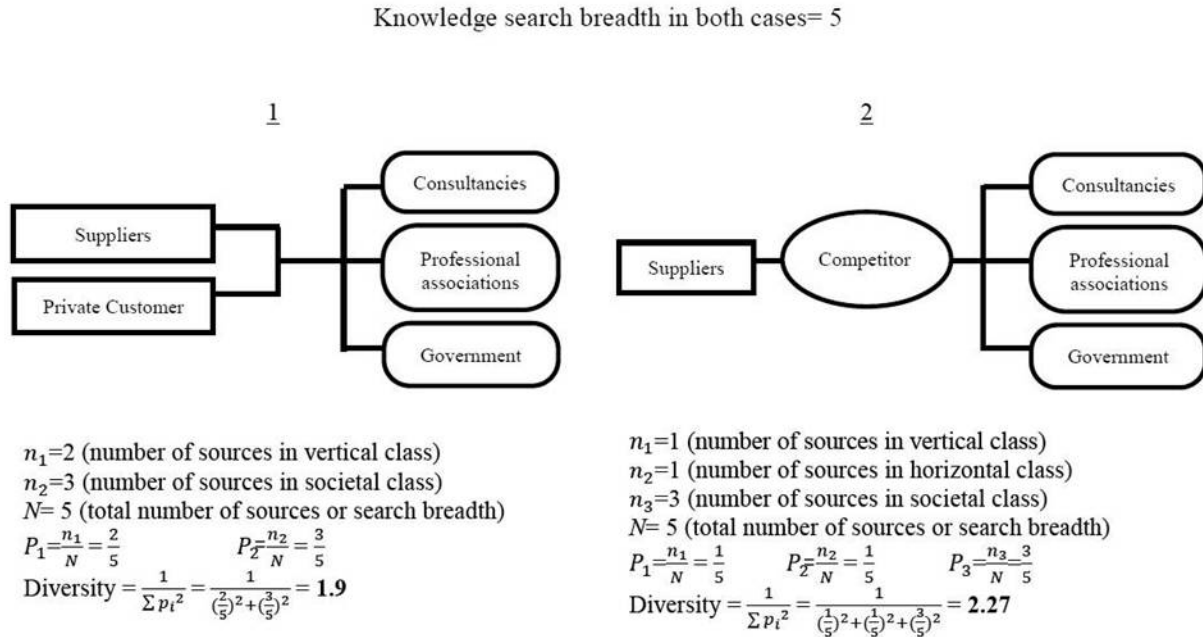 Knowledge search breadth in both cases= 5
1
Suppliers
Private Customer
Consultancies
Professional
associations
Government
n₁=2 (number of sources in vertical class)
n₂=3 (number of sources in societal class)
N= 5 (total number of sources or search breadth)
P₁=n₁/N=2/5 P₂=n₂/N=3/5
Diversity = 1/∑pᵢ² = 1/((2/5)²+(3/5)²) = 1.9
2
Suppliers
Competitor
Consultancies
Professional
associations
Government
n₁=1 (number of sources in vertical class)
n₂=1 (number of sources in horizontal class)
n₃=3 (number of sources in societal class)
N= 5 (total number of sources or search breadth)
P₁=n₁/N=1/5 P₂=n₂/N=1/5 P₃=n₃/N=3/5
Diversity = 1/∑pᵢ² = 1/((1/5)²+(1/5)²+(3/5)²) = 2.27